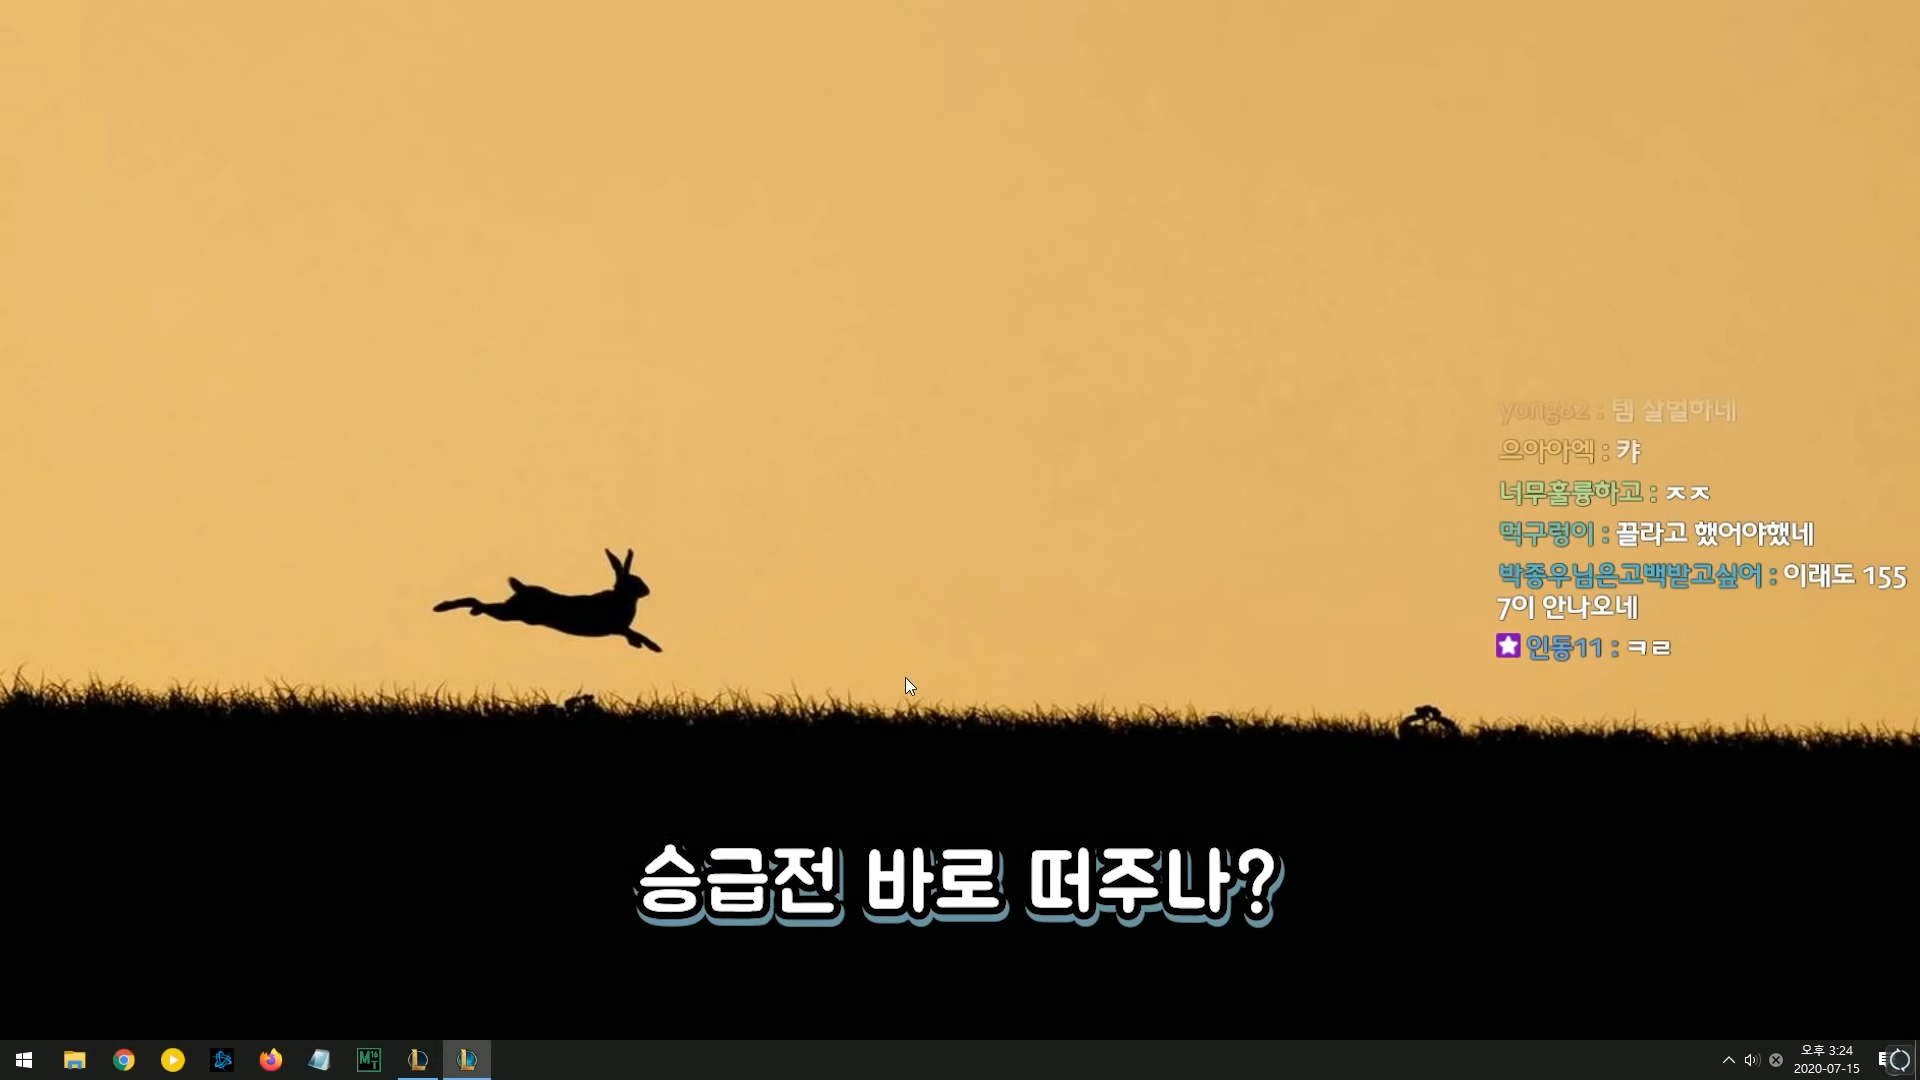 yong82 : 템 살벌하네
으아아엑 : 캬
너무훌륭하고 : ㅈㅈ
먹구렁이 : 끌라고 했어야했네
박종우님은고백받고싶어 : 이래도 155
7이 안나오네
인동11 : ㅋㄹ
승급전 바로 떠주나?
M16
T
오후 3:24
2020-07-15